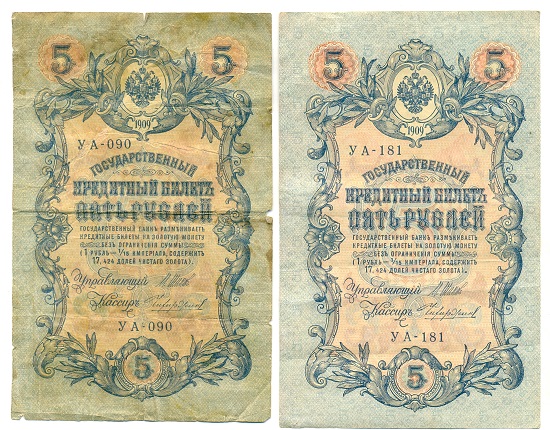 5 5
1909
УА-090
ГОСУДАРСТВЕННЫЙ
КРЕДИТНЫЙ БИЛЕТЪ
ПЯТЬ РУБЛЕЙ
ГОСУДАРСТВЕННЫЙ БАНКЪ РАЗМѢНИВАЕТЪ
КРЕДИТНЫЕ БИЛЕТЫ НА ЗОЛОТУЮ МОНЕТУ
БЕЗЪ ОГРАНИЧЕНІЯ СУММЫ
(1 РУБЛЬ = 1/15 ИМПЕРІАЛА, СОДЕРЖИТЪ
17,424 ДОЛЕЙ ЧИСТАГО ЗОЛОТА).
Управляющій
Кассиръ
УА-090
5
5 5
1909
УА-181
ГОСУДАРСТВЕННЫЙ
КРЕДИТНЫЙ БИЛЕТЪ
ПЯТЬ РУБЛЕЙ
ГОСУДАРСТВЕННЫЙ БАНКЪ РАЗМѢНИВАЕТЪ
КРЕДИТНЫЕ БИЛЕТЫ НА ЗОЛОТУЮ МОНЕТУ
БЕЗЪ ОГРАНИЧЕНІЯ СУММЫ
(1 РУБЛЬ = 1/15 ИМПЕРІАЛА, СОДЕРЖИТЪ
17,424 ДОЛЕЙ ЧИСТАГО ЗОЛОТА).
Управляющій
Кассиръ
УА-181
5